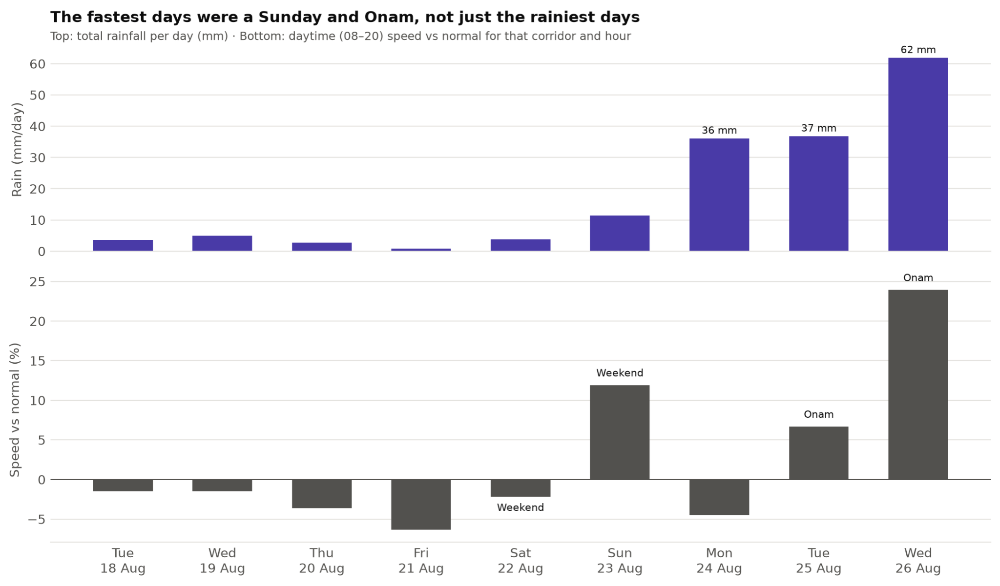 The fastest days were a Sunday and Onam, not just the rainiest days
Top: total rainfall per day (mm) · Bottom: daytime (08–20) speed vs normal for that corridor and hour
Rain (mm/day)
60
50
40
30
20
10
0
36 mm
37 mm
62 mm
Speed vs normal (%)
25
20
15
10
5
0
−5
Weekend
Weekend
Onam
Onam
Tue
18 Aug
Wed
19 Aug
Thu
20 Aug
Fri
21 Aug
Sat
22 Aug
Sun
23 Aug
Mon
24 Aug
Tue
25 Aug
Wed
26 Aug